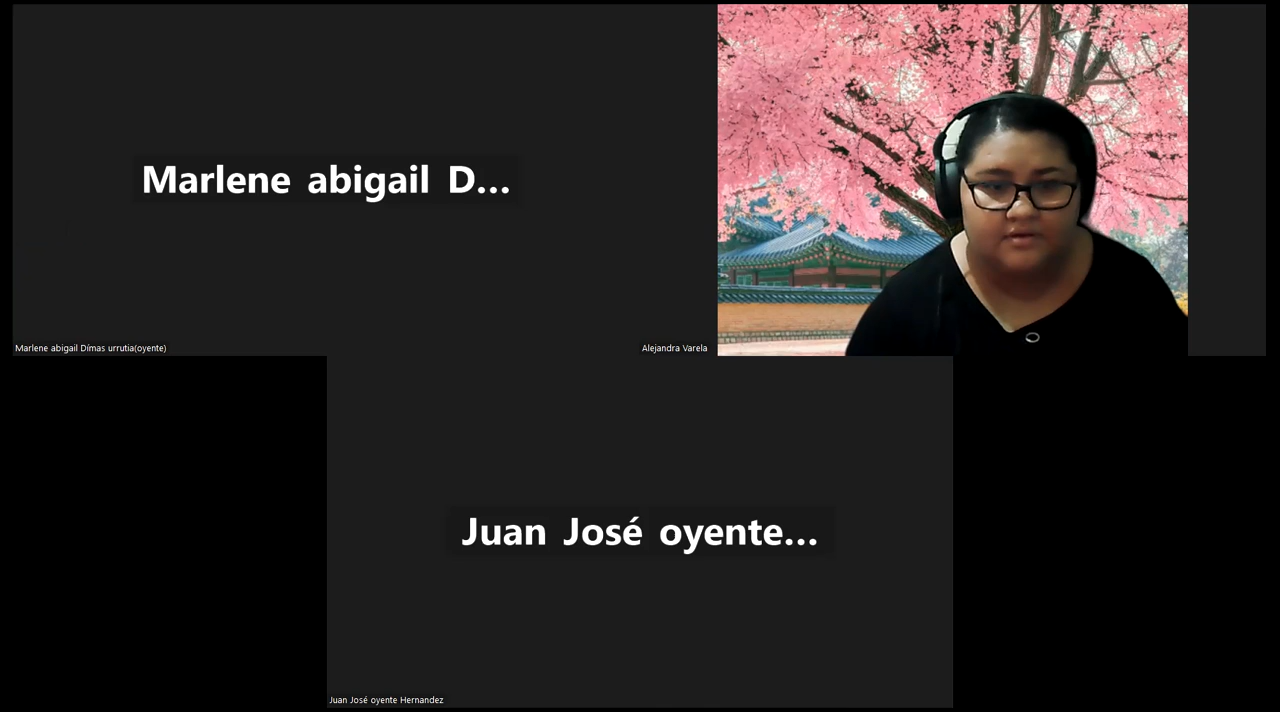 Marlene abigail D...
Marlene abigail Dímas urrutia(oyente)
Alejandra Varela
Juan José oyente...
Juan José oyente Hernandez